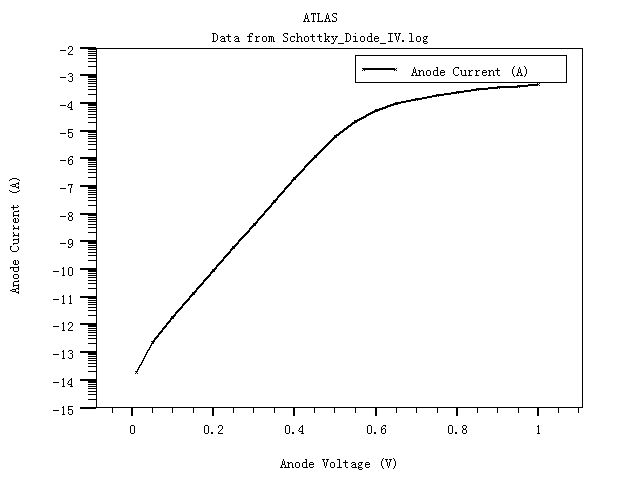 ATLAS
Data from Schottky_Diode_IV.log
Anode Current (A)
-2
-3
-4
-5
-6
-7
-8
-9
-10
-11
-12
-13
-14
-15
Anode Current (A)
0 0.2 0.4 0.6 0.8 1
Anode Voltage (V)